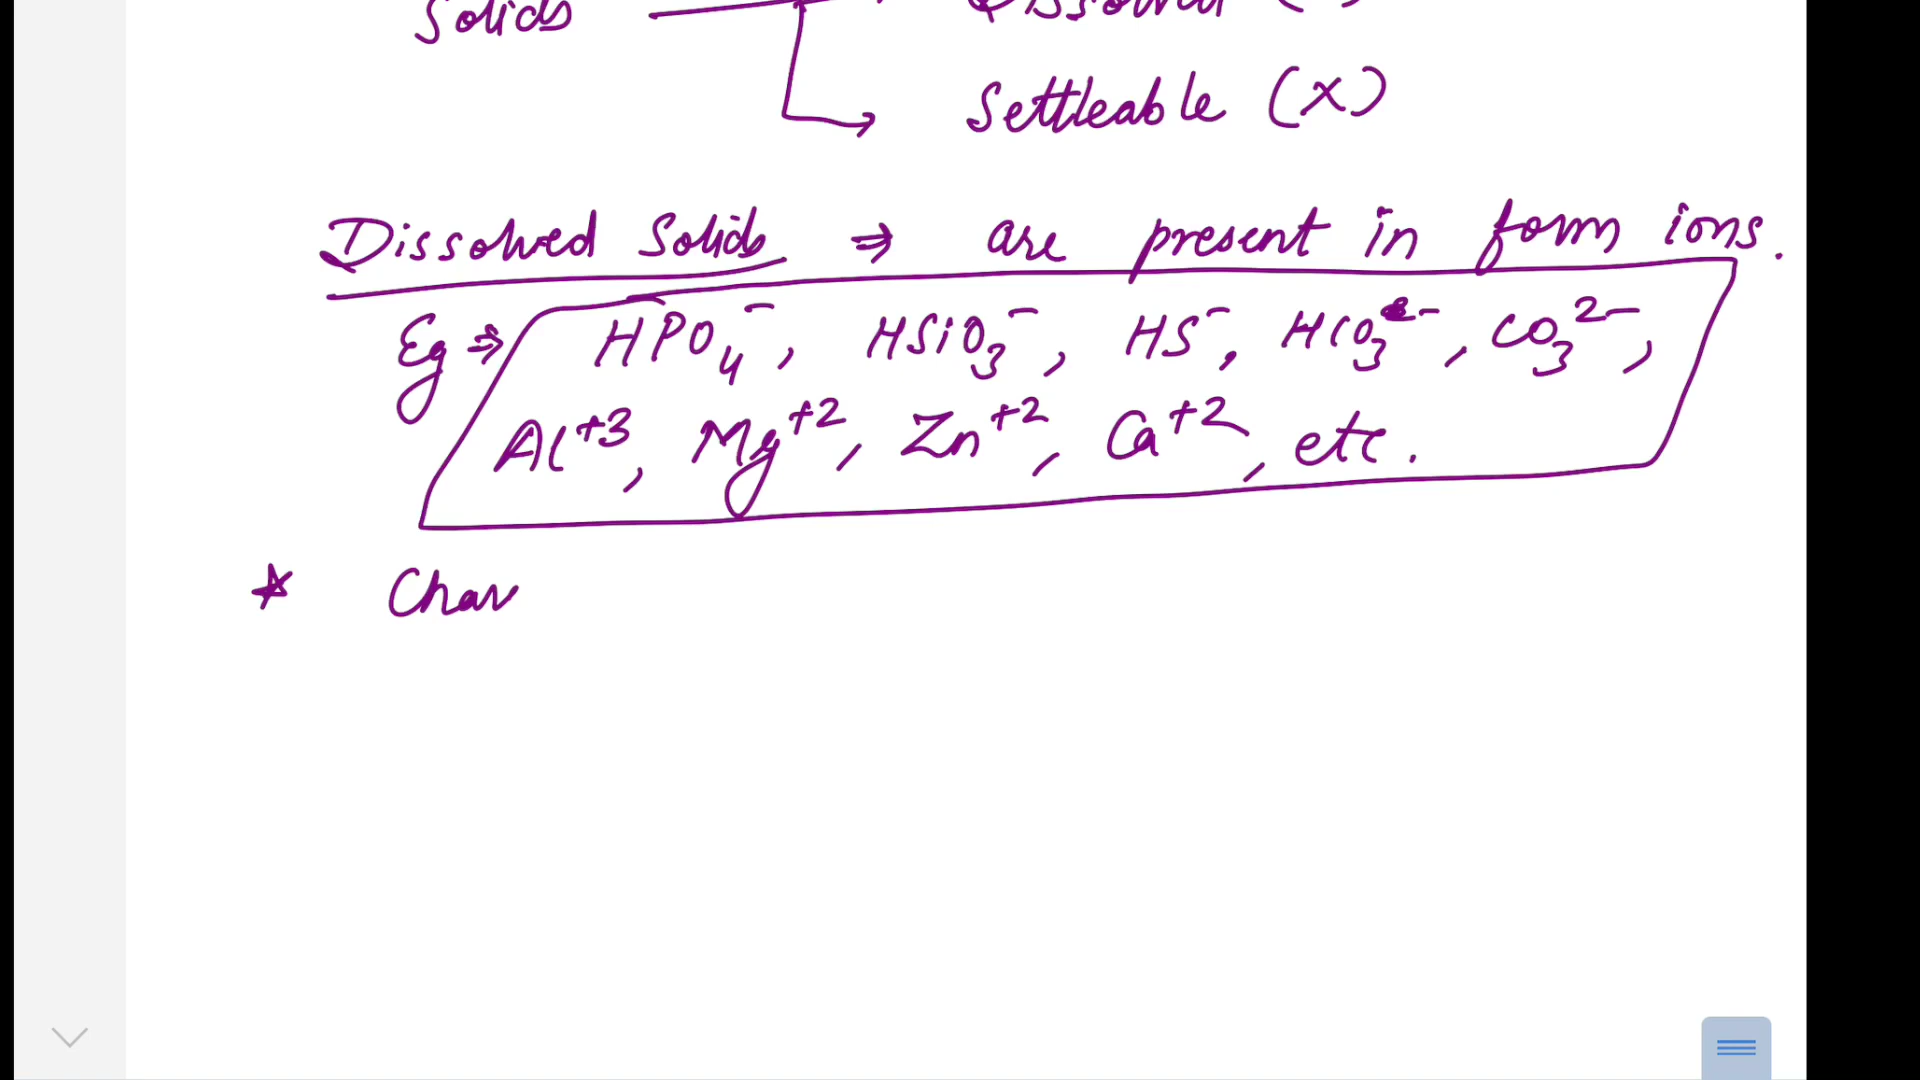 Solids → Dissolved ( )
→ Settleable (x)
Dissolved Solids ⇒ are present in form ions.
Eg ⇒ HPO₄⁻, HSiO₃⁻, HS⁻, HCO₃⁻, CO₃²⁻,
Al⁺³, Mg⁺², Zn⁺², Ca⁺², etc.
* Char